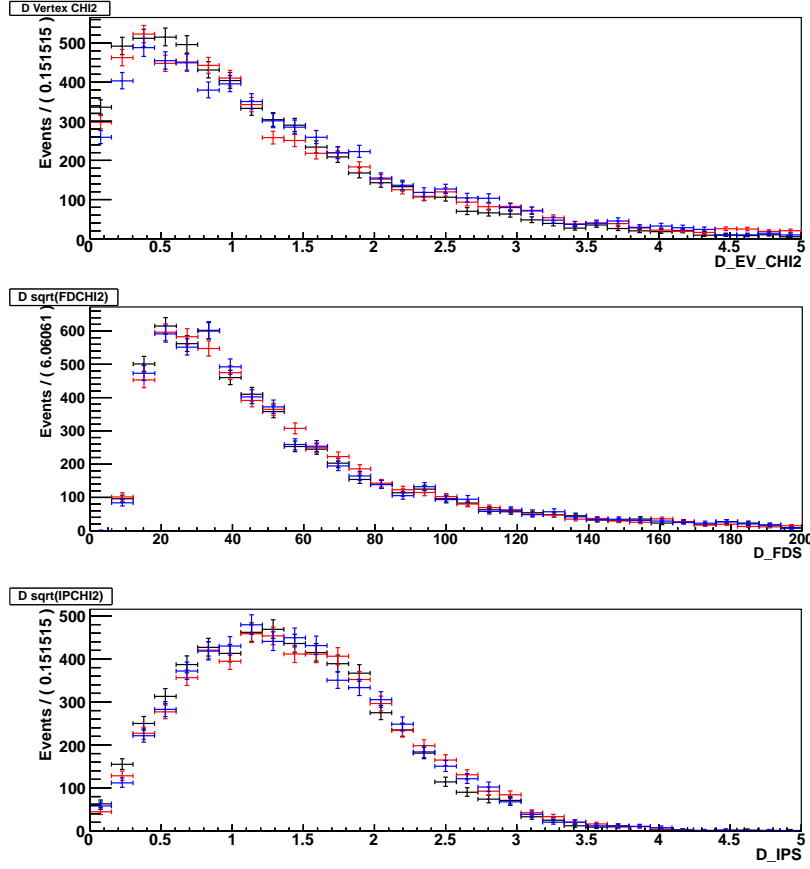 D Vertex CHI2
Events / ( 0.151515 )
500
400
300
200
100
0
0 0.5 1 1.5 2 2.5 3 3.5 4 4.5 5
D_EV_CHI2
D sqrt(FDCHI2)
Events / ( 6.06061 )
600
500
400
300
200
100
0
0 20 40 60 80 100 120 140 160 180 200
D_FDS
D sqrt(IPCHI2)
Events / ( 0.151515 )
500
400
300
200
100
0
0 0.5 1 1.5 2 2.5 3 3.5 4 4.5 5
D_IPS